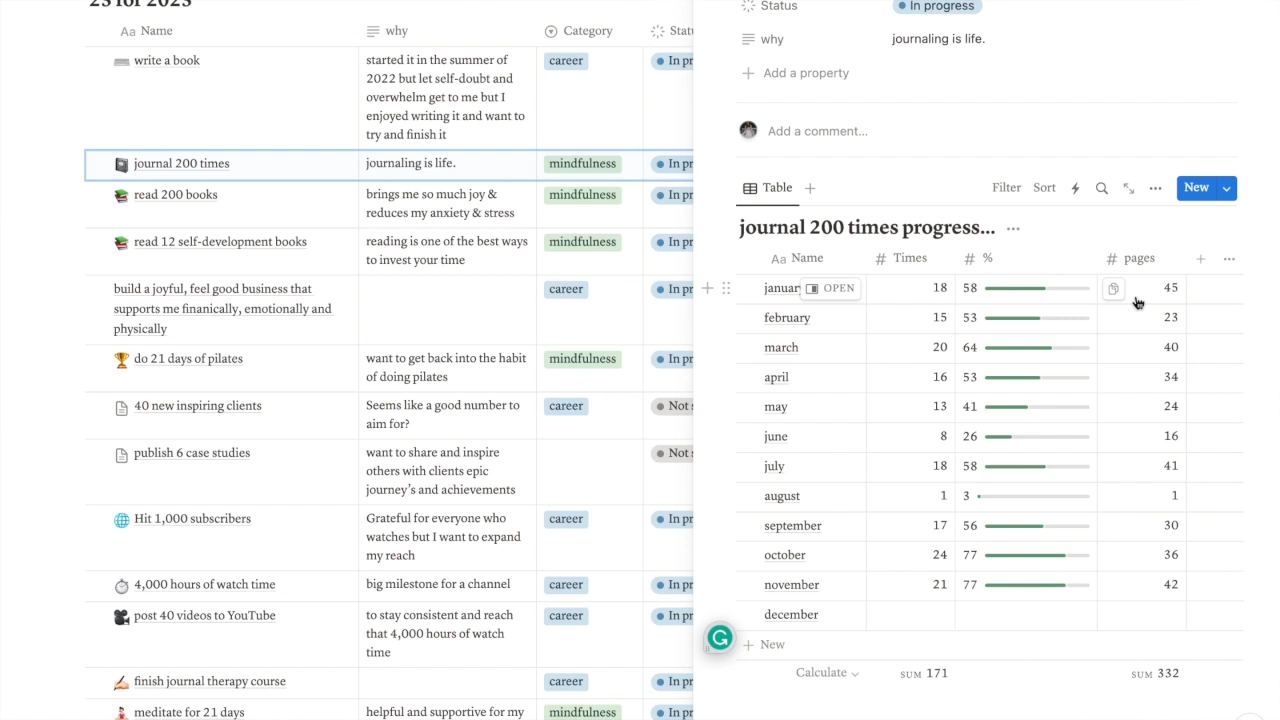 23 for 2023
Aa Name why Category Statu
write a book started it in the summer of career In pr
2022 but let self-doubt and
overwhelm get to me but I
enjoyed writing it and want to
try and finish it
journal 200 times journaling is life. mindfulness In pr
read 200 books brings me so much joy & mindfulness In pr
reduces my anxiety & stress
read 12 self-development books reading is one of the best ways mindfulness In pr
to invest your time
build a joyful, feel good business that career In pr
supports me finanically, emotionally and
physically
do 21 days of pilates want to get back into the habit mindfulness In pr
of doing pilates
40 new inspiring clients Seems like a good number to career Not s
aim for?
publish 6 case studies want to share and inspire Not s
others with clients epic
journey's and achievements
Hit 1,000 subscribers Grateful for everyone who career In pr
watches but I want to expand
my reach
4,000 hours of watch time big milestone for a channel career In pr
post 40 videos to YouTube to stay consistent and reach career In pr
that 4,000 hours of watch
time
finish journal therapy course career In pr
meditate for 21 days helpful and supportive for my mindfulness In pr
Status In progress
why journaling is life.
Add a property
Add a comment...
Table Filter Sort New
journal 200 times progress...
Aa Name # Times # % # pages
january OPEN 18 58 45
february 15 53 23
march 20 64 40
april 16 53 34
may 13 41 24
june 8 26 16
july 18 58 41
august 1 3 1
september 17 56 30
october 24 77 36
november 21 77 42
december
New
Calculate SUM 171 SUM 332